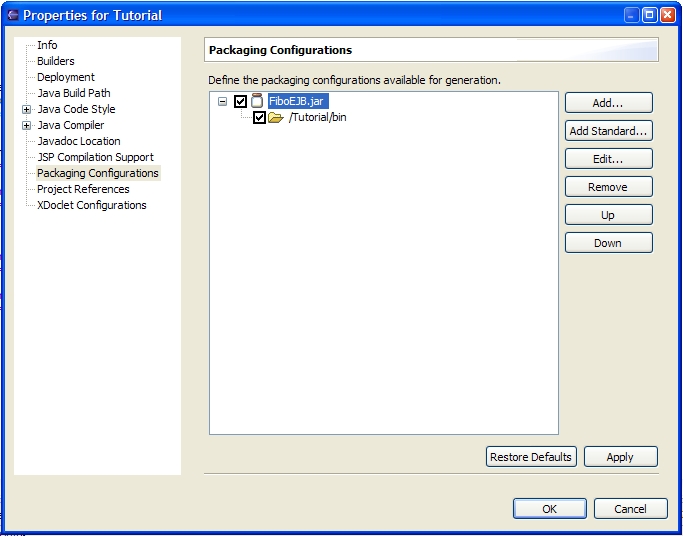 Properties for Tutorial
Info
Builders
Deployment
Java Build Path
Java Code Style
Java Compiler
Javadoc Location
JSP Compilation Support
Packaging Configurations
Project References
XDoclet Configurations
Packaging Configurations
Define the packaging configurations available for generation.
FiboEJB.jar
/Tutorial/bin
Add...
Add Standard...
Edit...
Remove
Up
Down
Restore Defaults
Apply
OK
Cancel